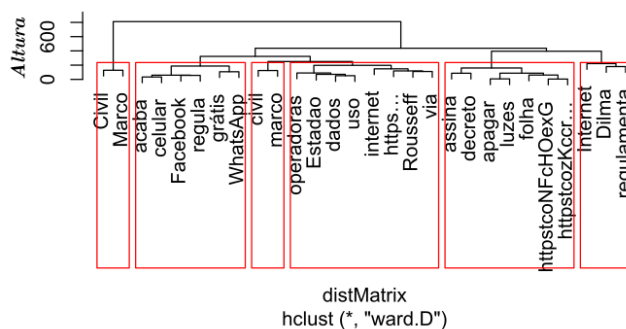 Altura
600
0
Civil
Marco
acaba
celular
Facebook
regula
grátis
WhatsApp
civil
marco
operadoras
Estadao
dados
uso
internet
https...
Rousseff
via
assina
decreto
apagar
luzes
folha
httpstcoNFcHOexG
httpstcozKccr...
Internet
Dilma
regulamenta
distMatrix
hclust (*, "ward.D")